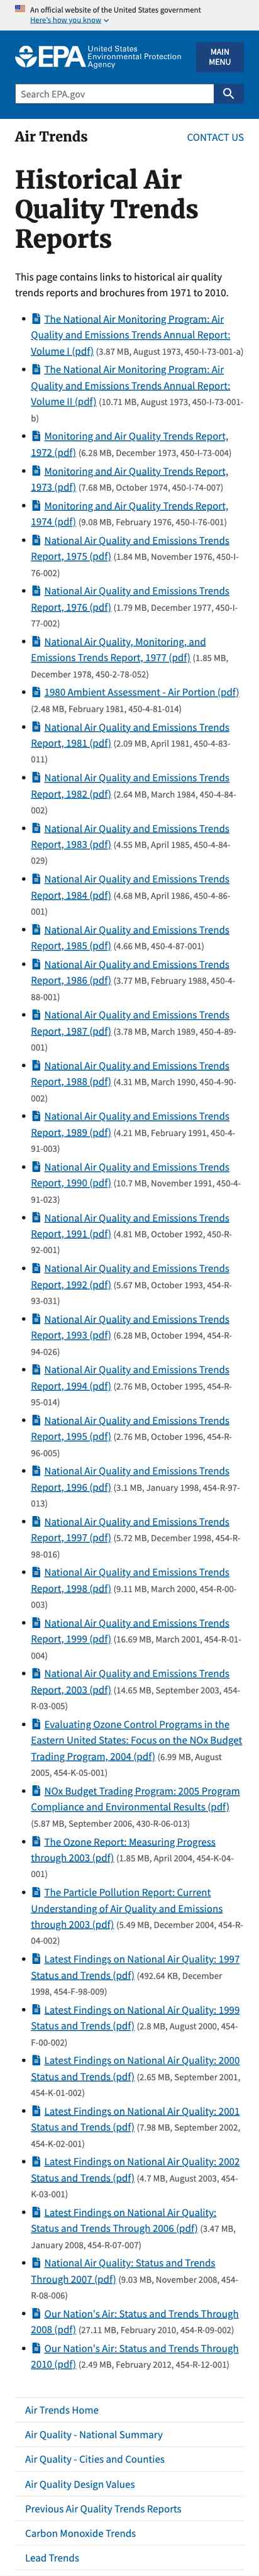 An official website of the United States government
Here's how you know
EPA United States
Environmental Protection
Agency
MAIN
MENU
Search EPA.gov
Air Trends
CONTACT US
Historical Air
Quality Trends
Reports
This page contains links to historical air quality
trends reports and brochures from 1971 to 2010.
The National Air Monitoring Program: Air
Quality and Emissions Trends Annual Report:
Volume I (pdf) (3.87 MB, August 1973, 450-I-73-001-a)
The National Air Monitoring Program: Air
Quality and Emissions Trends Annual Report:
Volume II (pdf) (10.71 MB, August 1973, 450-I-73-001-
b)
Monitoring and Air Quality Trends Report,
1972 (pdf) (6.28 MB, December 1973, 450-I-73-004)
Monitoring and Air Quality Trends Report,
1973 (pdf) (7.68 MB, October 1974, 450-I-74-007)
Monitoring and Air Quality Trends Report,
1974 (pdf) (9.08 MB, February 1976, 450-I-76-001)
National Air Quality and Emissions Trends
Report, 1975 (pdf) (1.84 MB, November 1976, 450-I-
76-002)
National Air Quality and Emissions Trends
Report, 1976 (pdf) (1.79 MB, December 1977, 450-I-
77-002)
National Air Quality, Monitoring, and
Emissions Trends Report, 1977 (pdf) (1.85 MB,
December 1978, 450-2-78-052)
1980 Ambient Assessment - Air Portion (pdf)
(2.48 MB, February 1981, 450-4-81-014)
National Air Quality and Emissions Trends
Report, 1981 (pdf) (2.09 MB, April 1981, 450-4-83-
011)
National Air Quality and Emissions Trends
Report, 1982 (pdf) (2.64 MB, March 1984, 450-4-84-
002)
National Air Quality and Emissions Trends
Report, 1983 (pdf) (4.55 MB, April 1985, 450-4-84-
029)
National Air Quality and Emissions Trends
Report, 1984 (pdf) (4.68 MB, April 1986, 450-4-86-
001)
National Air Quality and Emissions Trends
Report, 1985 (pdf) (4.66 MB, 450-4-87-001)
National Air Quality and Emissions Trends
Report, 1986 (pdf) (3.77 MB, February 1988, 450-4-
88-001)
National Air Quality and Emissions Trends
Report, 1987 (pdf) (3.78 MB, March 1989, 450-4-89-
001)
National Air Quality and Emissions Trends
Report, 1988 (pdf) (4.31 MB, March 1990, 450-4-90-
002)
National Air Quality and Emissions Trends
Report, 1989 (pdf) (4.21 MB, February 1991, 450-4-
91-003)
National Air Quality and Emissions Trends
Report, 1990 (pdf) (10.7 MB, November 1991, 450-4-
91-023)
National Air Quality and Emissions Trends
Report, 1991 (pdf) (4.81 MB, October 1992, 450-R-
92-001)
National Air Quality and Emissions Trends
Report, 1992 (pdf) (5.67 MB, October 1993, 454-R-
93-031)
National Air Quality and Emissions Trends
Report, 1993 (pdf) (6.28 MB, October 1994, 454-R-
94-026)
National Air Quality and Emissions Trends
Report, 1994 (pdf) (2.76 MB, October 1995, 454-R-
95-014)
National Air Quality and Emissions Trends
Report, 1995 (pdf) (2.76 MB, October 1996, 454-R-
96-005)
National Air Quality and Emissions Trends
Report, 1996 (pdf) (3.1 MB, January 1998, 454-R-97-
013)
National Air Quality and Emissions Trends
Report, 1997 (pdf) (5.72 MB, December 1998, 454-R-
98-016)
National Air Quality and Emissions Trends
Report, 1998 (pdf) (9.11 MB, March 2000, 454-R-00-
003)
National Air Quality and Emissions Trends
Report, 1999 (pdf) (16.69 MB, March 2001, 454-R-01-
004)
National Air Quality and Emissions Trends
Report, 2003 (pdf) (14.65 MB, September 2003, 454-
R-03-005)
Evaluating Ozone Control Programs in the
Eastern United States: Focus on the NOx Budget
Trading Program, 2004 (pdf) (6.99 MB, August
2005, 454-K-05-001)
NOx Budget Trading Program: 2005 Program
Compliance and Environmental Results (pdf)
(5.87 MB, September 2006, 430-R-06-013)
The Ozone Report: Measuring Progress
through 2003 (pdf) (1.85 MB, April 2004, 454-K-04-
001)
The Particle Pollution Report: Current
Understanding of Air Quality and Emissions
through 2003 (pdf) (5.49 MB, December 2004, 454-R-
04-002)
Latest Findings on National Air Quality: 1997
Status and Trends (pdf) (492.64 KB, December
1998, 454-F-98-009)
Latest Findings on National Air Quality: 1999
Status and Trends (pdf) (2.8 MB, August 2000, 454-
F-00-002)
Latest Findings on National Air Quality: 2000
Status and Trends (pdf) (2.65 MB, September 2001,
454-K-01-002)
Latest Findings on National Air Quality: 2001
Status and Trends (pdf) (7.98 MB, September 2002,
454-K-02-001)
Latest Findings on National Air Quality: 2002
Status and Trends (pdf) (4.7 MB, August 2003, 454-
K-03-001)
Latest Findings on National Air Quality:
Status and Trends Through 2006 (pdf) (3.47 MB,
January 2008, 454-R-07-007)
National Air Quality: Status and Trends
Through 2007 (pdf) (9.03 MB, November 2008, 454-
R-08-006)
Our Nation's Air: Status and Trends Through
2008 (pdf) (27.11 MB, February 2010, 454-R-09-002)
Our Nation's Air: Status and Trends Through
2010 (pdf) (2.49 MB, February 2012, 454-R-12-001)
Air Trends Home
Air Quality - National Summary
Air Quality - Cities and Counties
Air Quality Design Values
Previous Air Quality Trends Reports
Carbon Monoxide Trends
Lead Trends